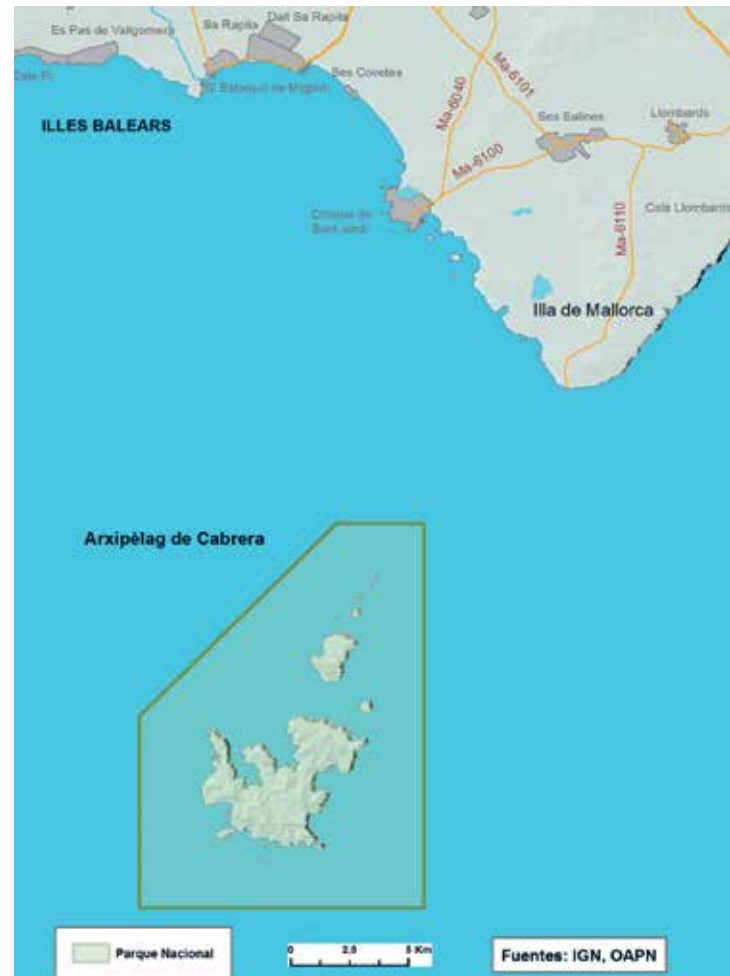 Sa Rapita
Dalt Sa Rapita
Es Pas de Vallgornera
Cala Pi
S'Estanyol de Migjorn
Ses Covetes
ILLES BALEARS
Ma-6040
Ma-6101
Ses Salines
Llombards
Ma-6100
Colònia de
Sant Jordi
Ma-6110
Cala Llombards
Illa de Mallorca
Arxipèlag de Cabrera
Parque Nacional
0 2,5 5 Km
Fuentes: IGN, OAPN